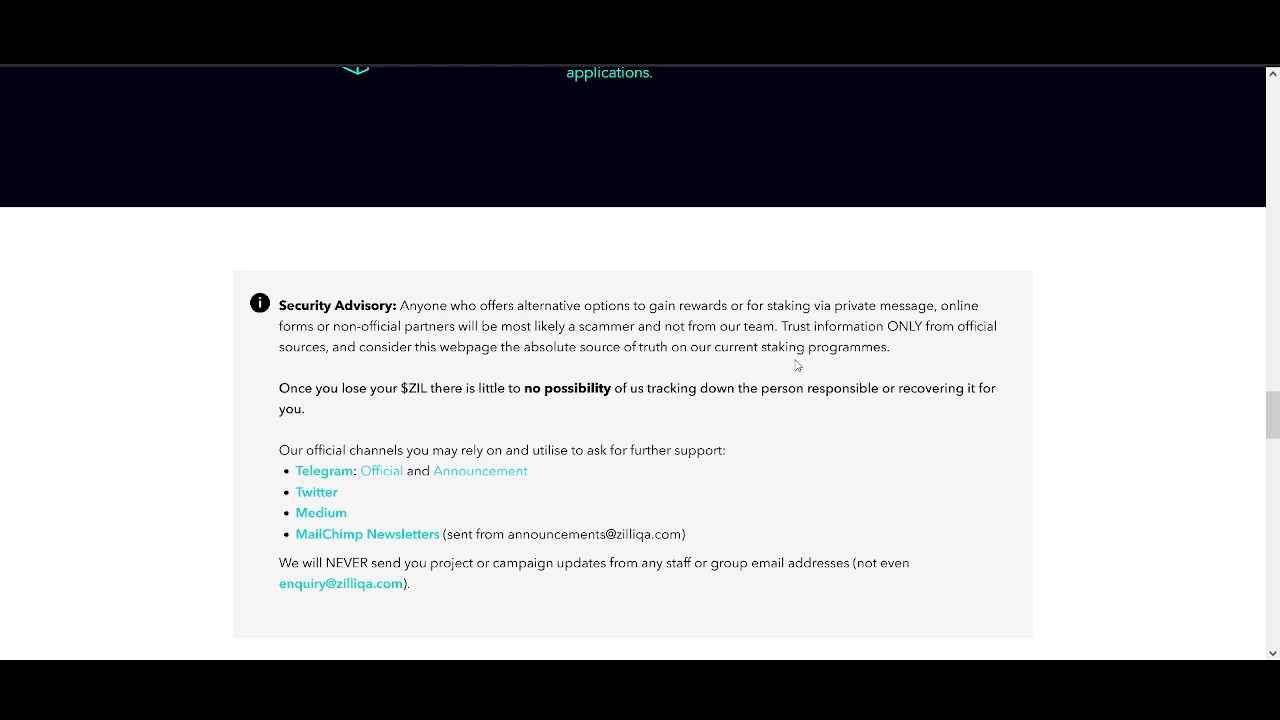 applications.
Security Advisory: Anyone who offers alternative options to gain rewards or for staking via private message, online
forms or non-official partners will be most likely a scammer and not from our team. Trust information ONLY from official
sources, and consider this webpage the absolute source of truth on our current staking programmes.
Once you lose your $ZIL there is little to no possibility of us tracking down the person responsible or recovering it for
you.
Our official channels you may rely on and utilise to ask for further support:
• Telegram: Official and Announcement
• Twitter
• Medium
• MailChimp Newsletters (sent from announcements@zilliqa.com)
We will NEVER send you project or campaign updates from any staff or group email addresses (not even
enquiry@zilliqa.com).